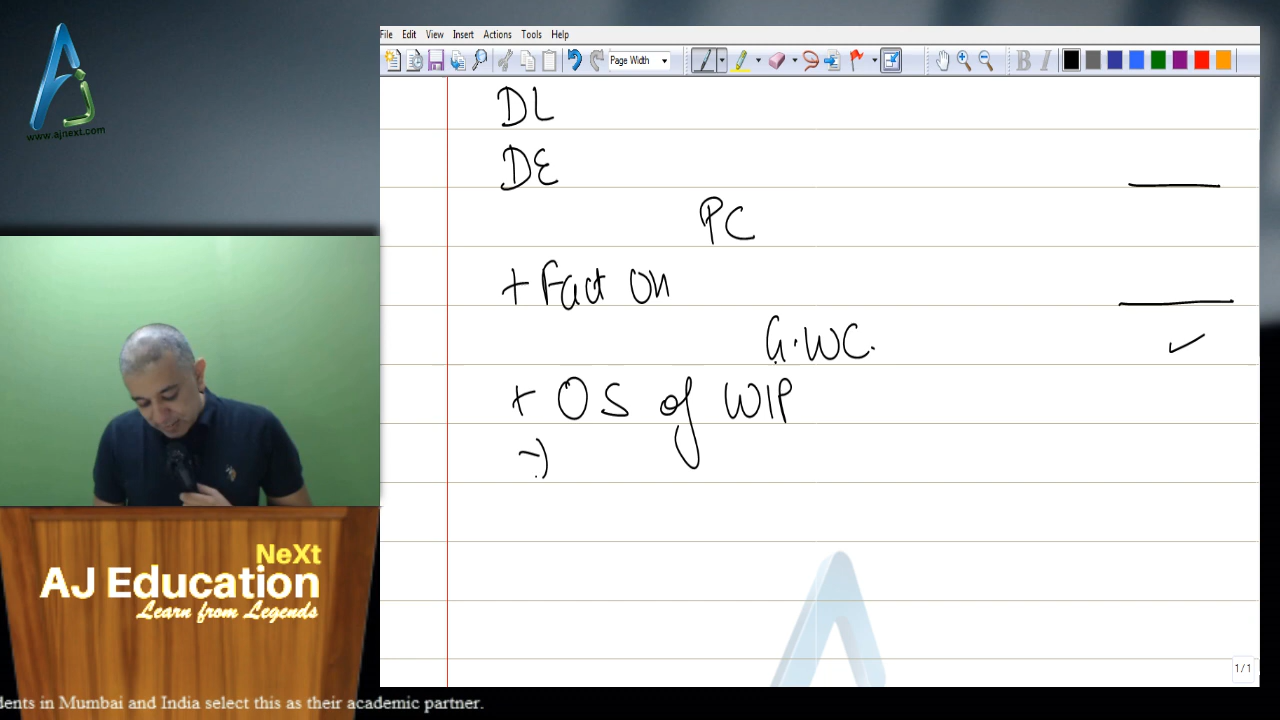 www.ajnext.com
File Edit View Insert Actions Tools Help
Page Width
B I
DL
DE
PC
+ Fact OH
G.WC.
+ OS of WIP
-)
NeXt
AJ Education
Learn from Legends
1/1
dents in Mumbai and India select this as their academic partner.